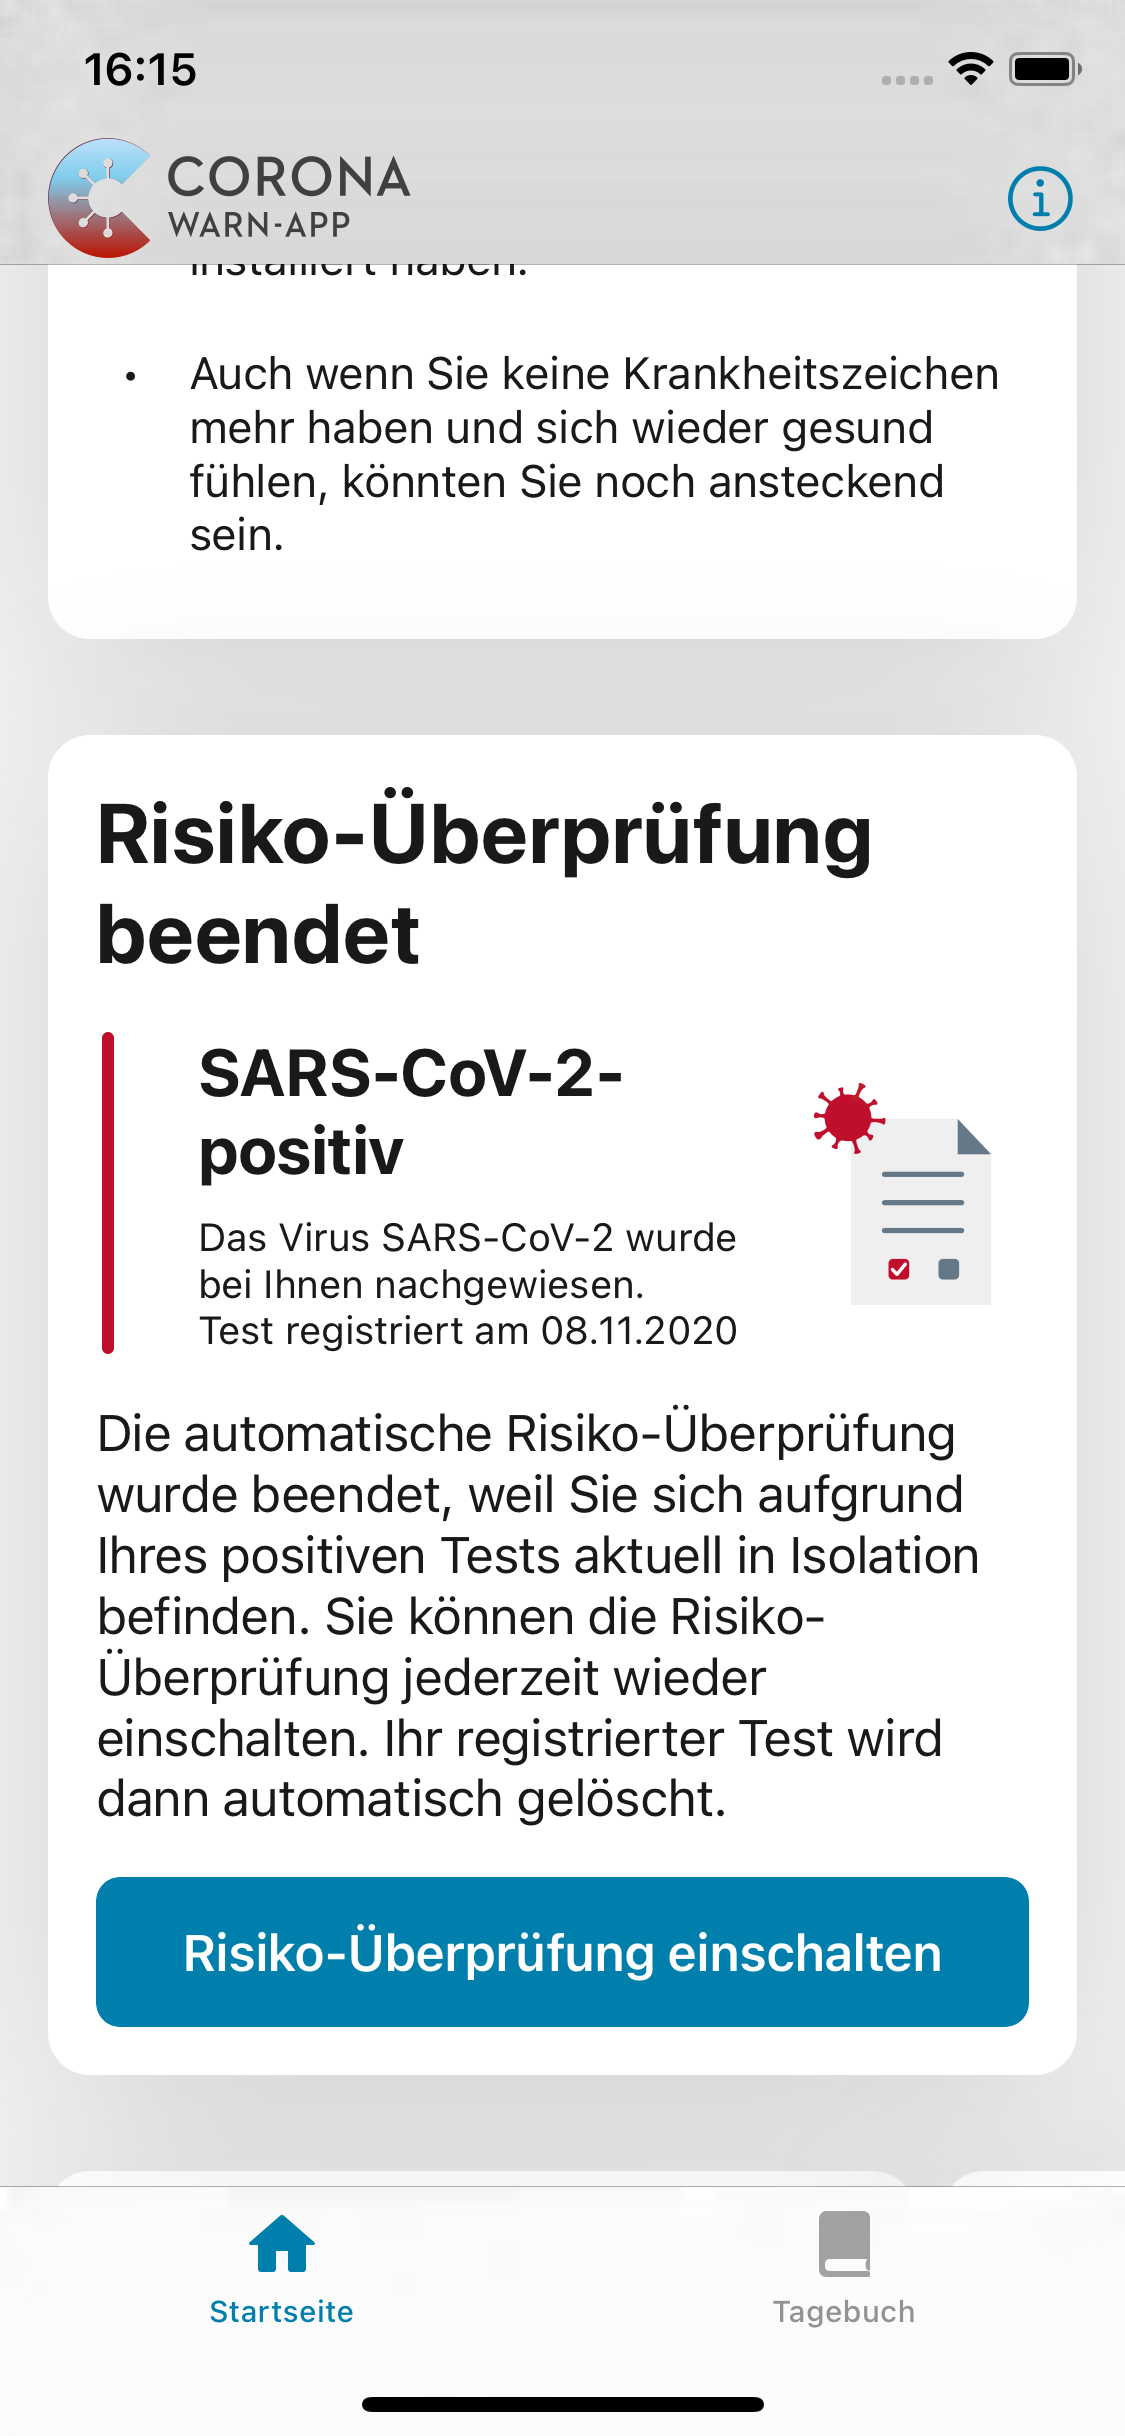 16:15
CORONA
WARN-APP
installiert haben.
• Auch wenn Sie keine Krankheitszeichen
mehr haben und sich wieder gesund
fühlen, könnten Sie noch ansteckend
sein.
Risiko-Überprüfung
beendet
SARS-CoV-2-
positiv
Das Virus SARS-CoV-2 wurde
bei Ihnen nachgewiesen.
Test registriert am 08.11.2020
Die automatische Risiko-Überprüfung
wurde beendet, weil Sie sich aufgrund
Ihres positiven Tests aktuell in Isolation
befinden. Sie können die Risiko-
Überprüfung jederzeit wieder
einschalten. Ihr registrierter Test wird
dann automatisch gelöscht.
Risiko-Überprüfung einschalten
Startseite
Tagebuch